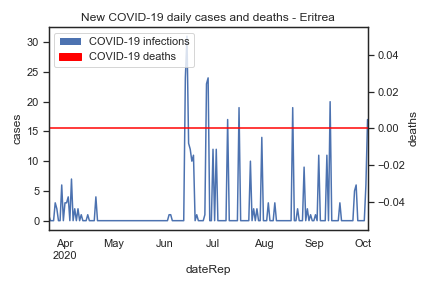 New COVID-19 daily cases and deaths - Eritrea
COVID-19 infections
COVID-19 deaths
30
25
20
15
10
5
0
cases
0.04
0.02
0.00
−0.02
−0.04
deaths
Apr May Jun Jul Aug Sep Oct
2020
dateRep